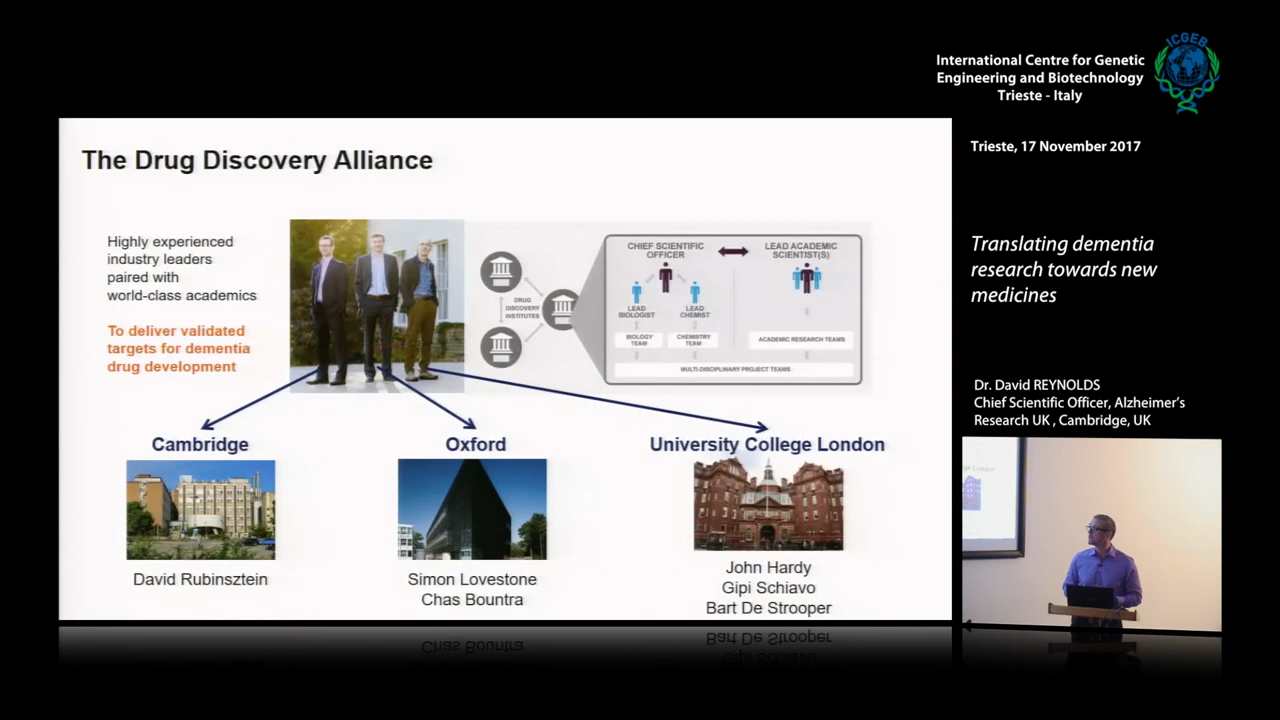 ICGEB
International Centre for Genetic
Engineering and Biotechnology
Trieste - Italy
Trieste, 17 November 2017
Translating dementia
research towards new
medicines
Dr. David REYNOLDS
Chief Scientific Officer, Alzheimer's
Research UK , Cambridge, UK
The Drug Discovery Alliance
Highly experienced
industry leaders
paired with
world-class academics
To deliver validated
targets for dementia
drug development
DRUG
DISCOVERY
INSTITUTES
CHIEF SCIENTIFIC
OFFICER
LEAD ACADEMIC
SCIENTIST(S)
LEAD
BIOLOGIST
LEAD
CHEMIST
BIOLOGY
TEAM
CHEMISTRY
TEAM
ACADEMIC RESEARCH TEAMS
MULTI-DISCIPLINARY PROJECT TEAMS
Cambridge
Oxford
University College London
David Rubinsztein
Simon Lovestone
Chas Bountra
John Hardy
Gipi Schiavo
Bart De Strooper